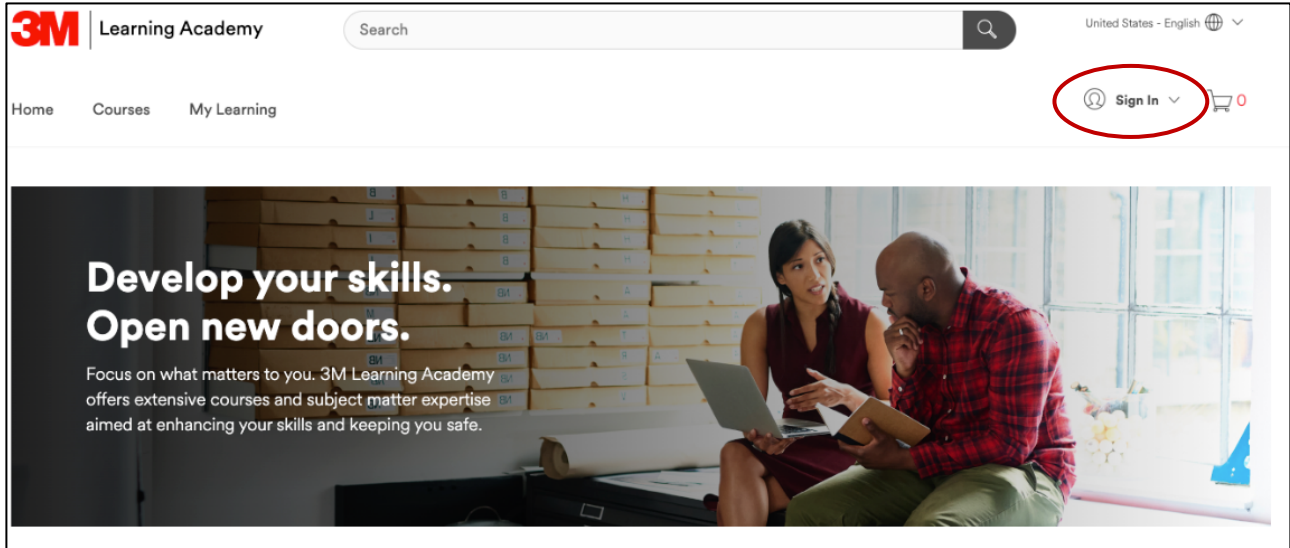 3M Learning Academy
Search
United States - English
Home Courses My Learning
Sign In
0
Develop your skills.
Open new doors.
Focus on what matters to you. 3M Learning Academy
offers extensive courses and subject matter expertise
aimed at enhancing your skills and keeping you safe.